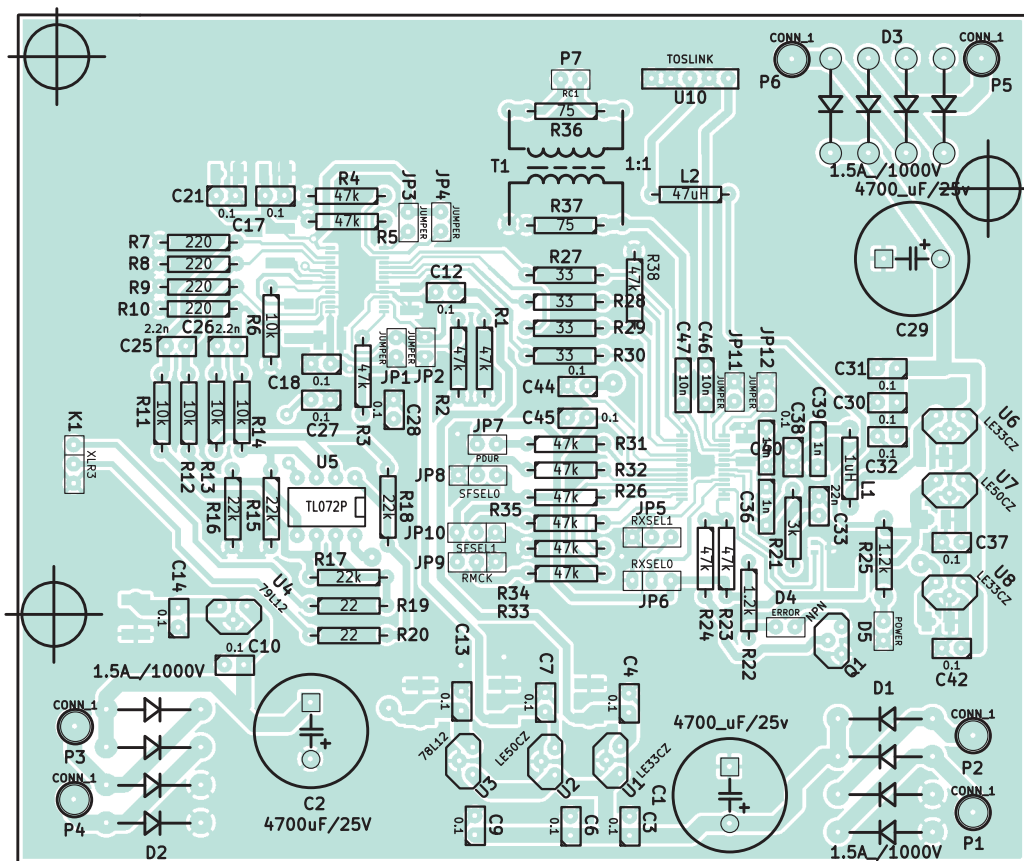 CONN_1
D3
CONN_1
P7
TOSLINK
P6
P5
RC1
U10
75
R36
T1
1:1
1.5A_/1000V
4700_uF/25v
C21
0.1
0.1
C17
R4
47k
47k
R5
JP3
JP4
JUMPER
JUMPER
L2
47uH
R37
75
R7
220
R8
220
R9
220
R10
220
R27
33
33
R28
33
R29
33
R30
R38
47k
C12
0.1
C29
2.2n
C26
2.2n
C25
R6
10k
JUMPER
JUMPER
JP1
JP2
47k
47k
R1
R2
C18
0.1
0.1
C27
47k
R3
0.1
C28
C44
0.1
C45
0.1
C47
10n
C46
10n
JP11
JUMPER
JP12
JUMPER
C31
0.1
C30
0.1
0.1
C32
U6
LE33CZ
R11
10k
10k
R12
10k
R13
10k
R14
K1
XLR3
JP7
PDUR
JP8
SFSEL0
47k
R31
47k
R32
47k
R26
R35
47k
47k
47k
R34
R33
C40
1n
0.1
C38
C39
1n
1uH
L1
U7
LE50CZ
U5
TL072P
22k
R16
R15
22k
22k
R18
JP10
SFSEL1
JP9
RMCK
JP5
RXSEL1
RXSEL0
JP6
C36
1n
3k
R21
22n
C33
1.2k
R25
C37
0.1
U8
LE33CZ
R17
22k
22
R19
22
R20
C14
0.1
U4
79L12
0.1
C10
47k
47k
R24
R23
1.2k
R22
D4
ERROR
NPN
Q1
D5
POWER
0.1
C42
1.5A_/1000V
CONN_1
P3
CONN_1
P4
D2
C2
4700uF/25V
C13
0.1
C7
0.1
C4
0.1
78L12
U3
LE50CZ
U2
U1
LE33CZ
0.1
C9
0.1
C6
0.1
C3
C1
4700_uF/25v
D1
CONN_1
P2
CONN_1
P1
1.5A_/1000V